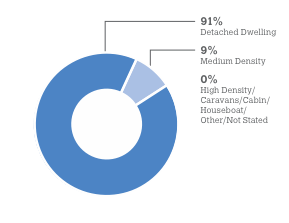 91%
Detached Dwelling
9%
Medium Density
0%
High Density/
Caravans/Cabin/
Houseboat/
Other/Not Stated